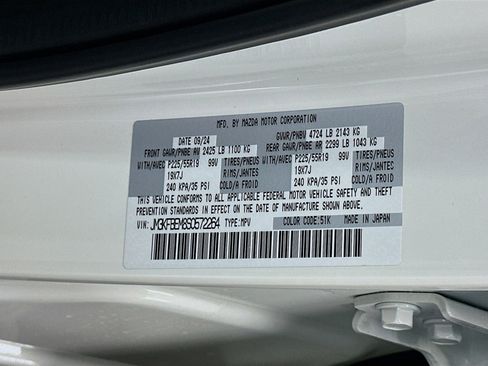 MFD. BY MAZDA MOTOR CORPORATION
DATE 09/24 GVWR/PNBV 4724 LB 2143 KG
FRONT GAWR/PNBE AV 2425 LB 1100 KG REAR GAWR/PNBE AR 2299 LB 1043 KG
WITH/AVEC P225/55R19 99V TIRES/PNEUS WITH/AVEC P225/55R19 99V TIRES/PNEUS
19X7J RIMS/JANTES 19X7J RIMS/JANTES
240 KPA/35 PSI COLD/A FROID 240 KPA/35 PSI COLD/A FROID
THIS VEHICLE CONFORMS TO ALL APPLICABLE FEDERAL MOTOR VEHICLE SAFETY AND THEFT
PREVENTION STANDARDS IN EFFECT ON THE DATE OF MANUFACTURE SHOWN ABOVE.
COLOR CODE:51K MADE IN JAPAN
VIN: JM3KFBEM8S0572264 TYPE:MPV